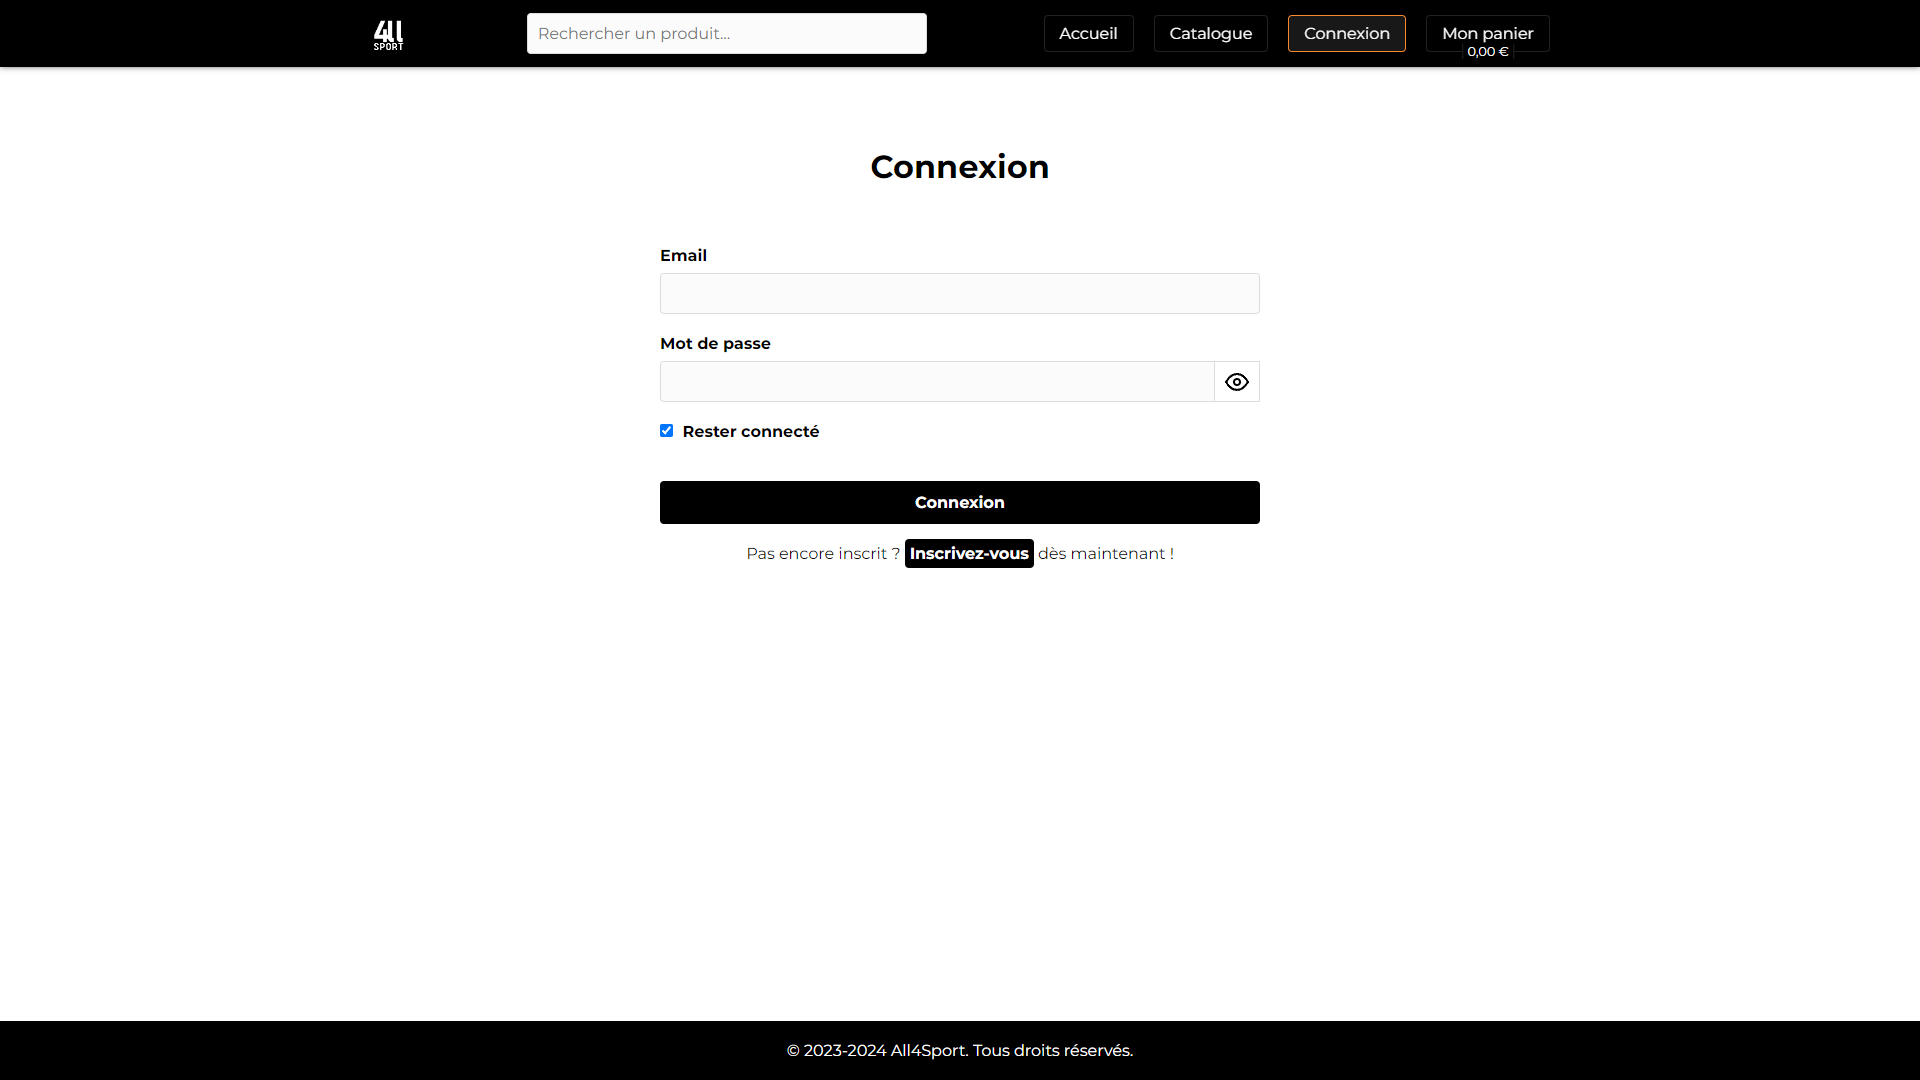 4ll
SPORT
Rechercher un produit...
Accueil
Catalogue
Connexion
Mon panier
0,00 €
Connexion
Email
Mot de passe
Rester connecté
Connexion
Pas encore inscrit ? Inscrivez-vous dès maintenant !
© 2023-2024 All4Sport. Tous droits réservés.